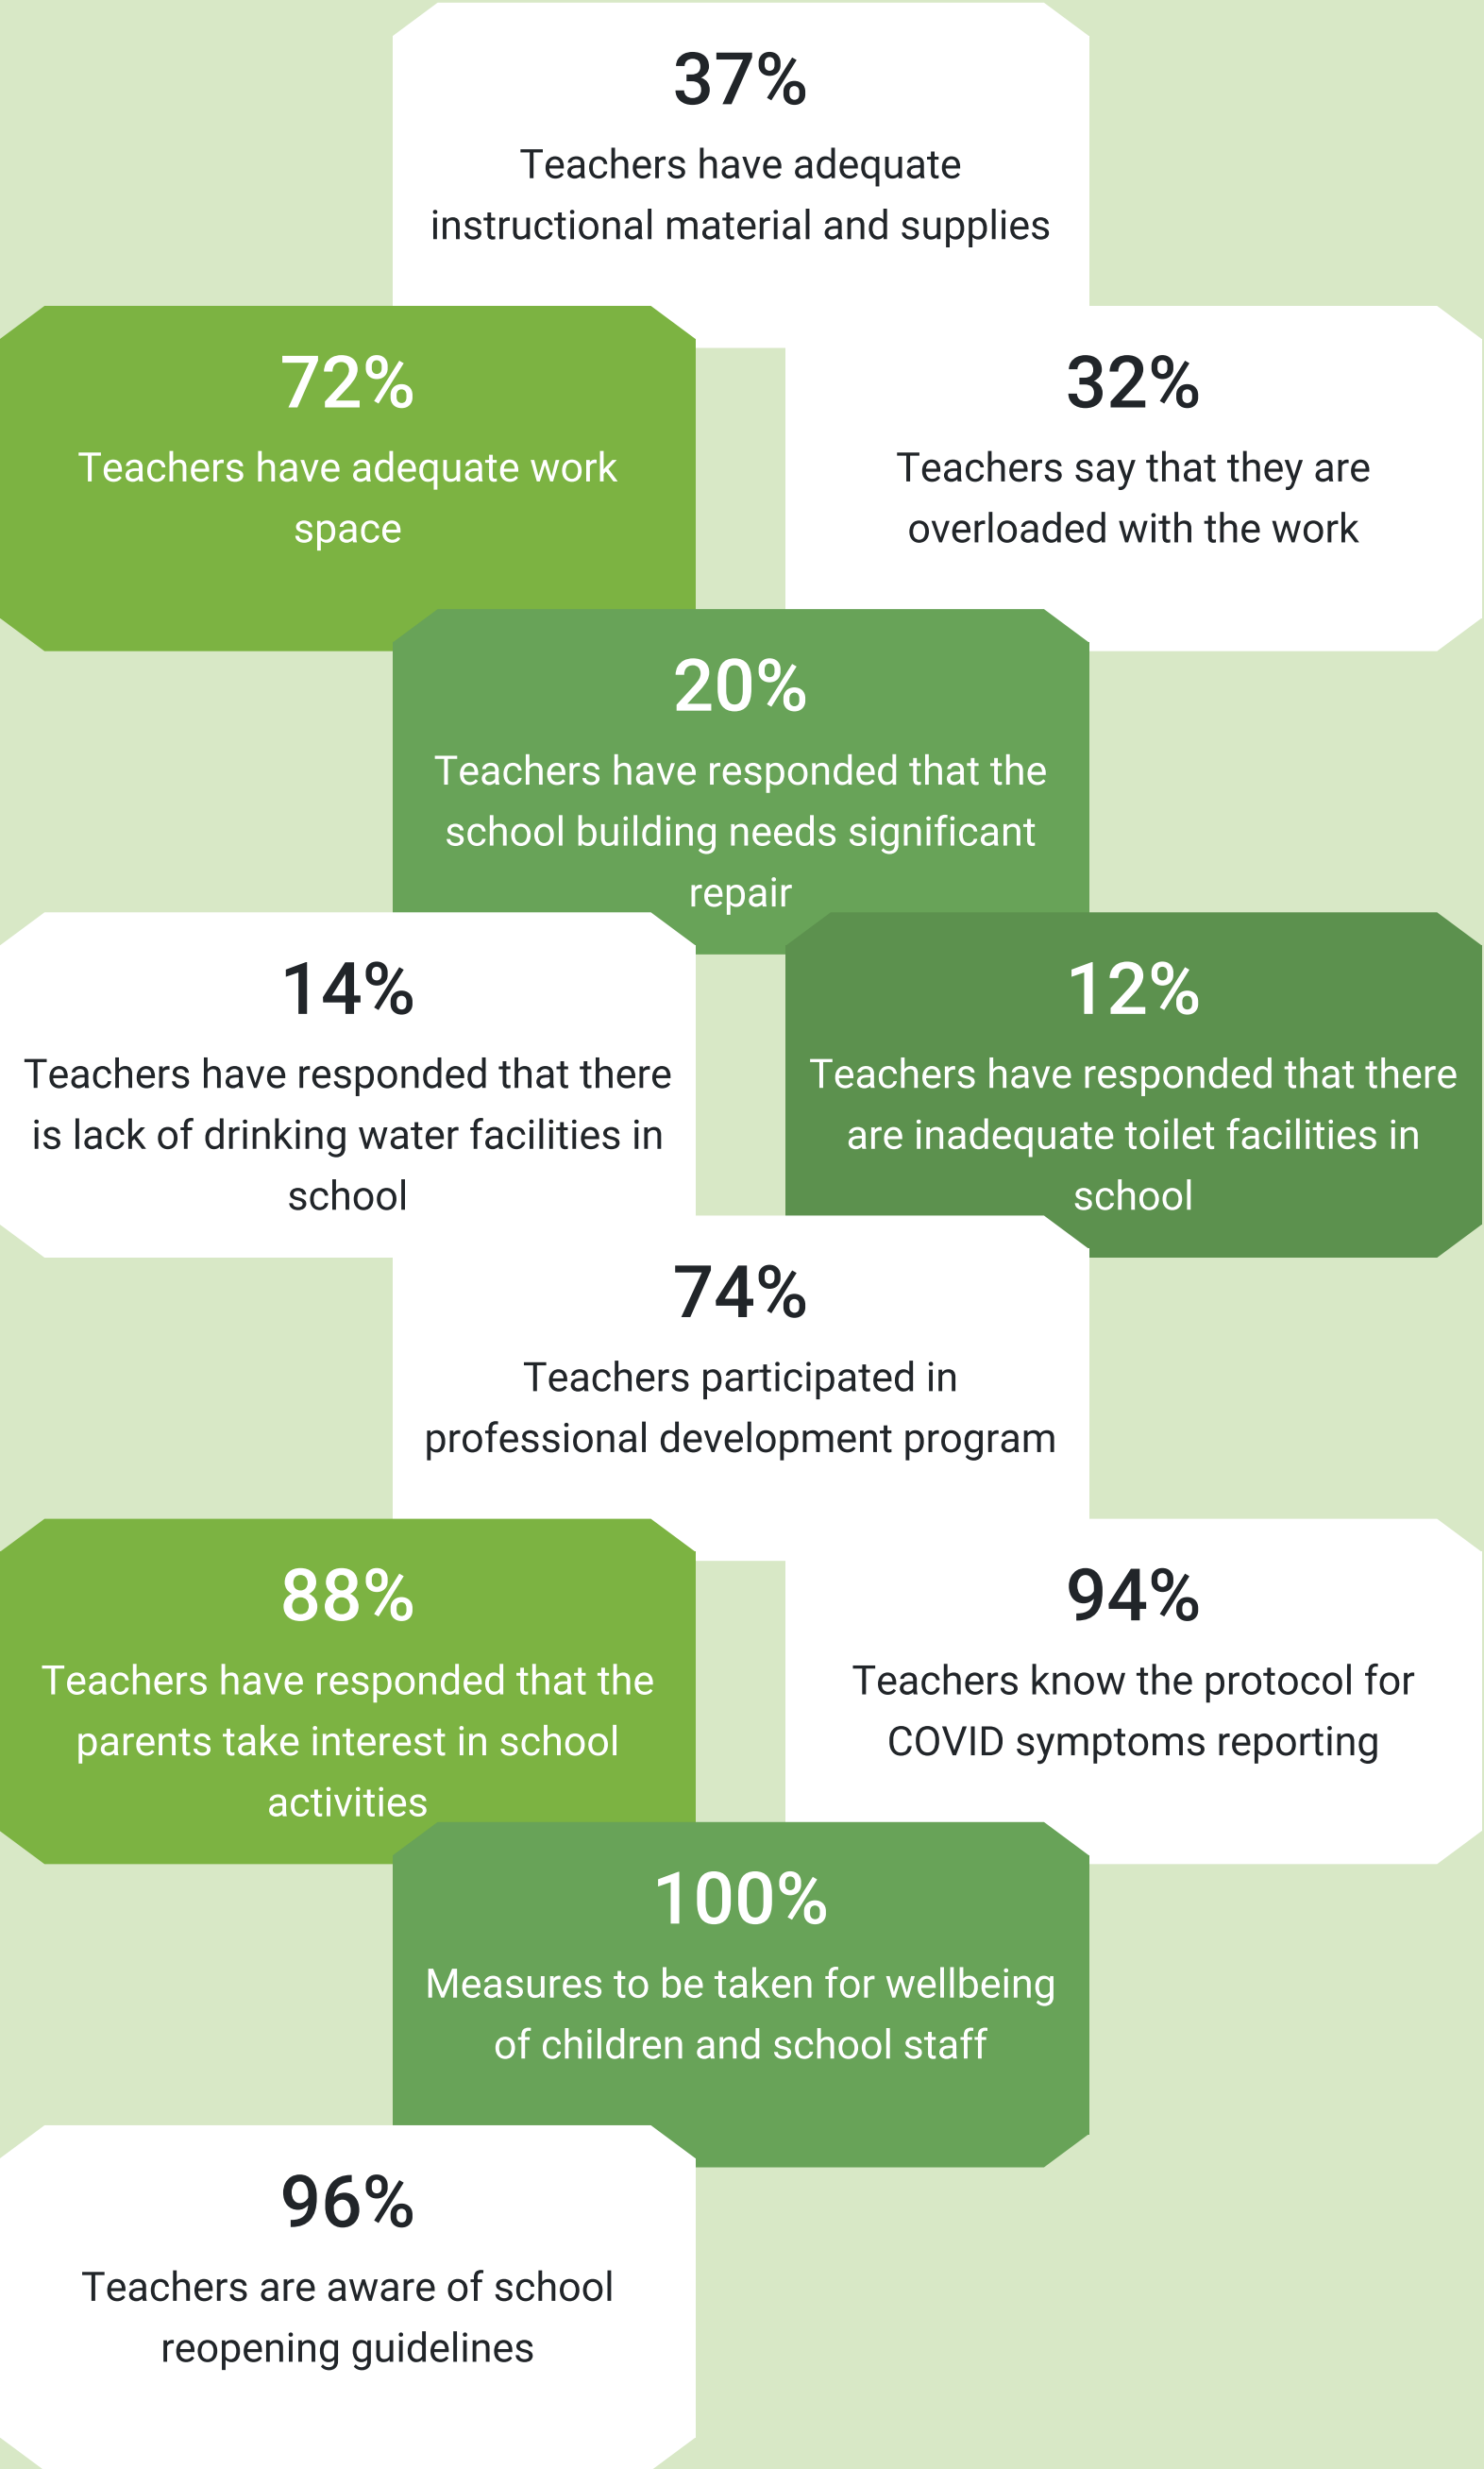 37%
Teachers have adequate
instructional material and supplies
72%
Teachers have adequate work
space
32%
Teachers say that they are
overloaded with the work
20%
Teachers have responded that the
school building needs significant
repair
14%
Teachers have responded that there
is lack of drinking water facilities in
school
12%
Teachers have responded that there
are inadequate toilet facilities in
school
74%
Teachers participated in
professional development program
88%
Teachers have responded that the
parents take interest in school
activities
94%
Teachers know the protocol for
COVID symptoms reporting
100%
Measures to be taken for wellbeing
of children and school staff
96%
Teachers are aware of school
reopening guidelines